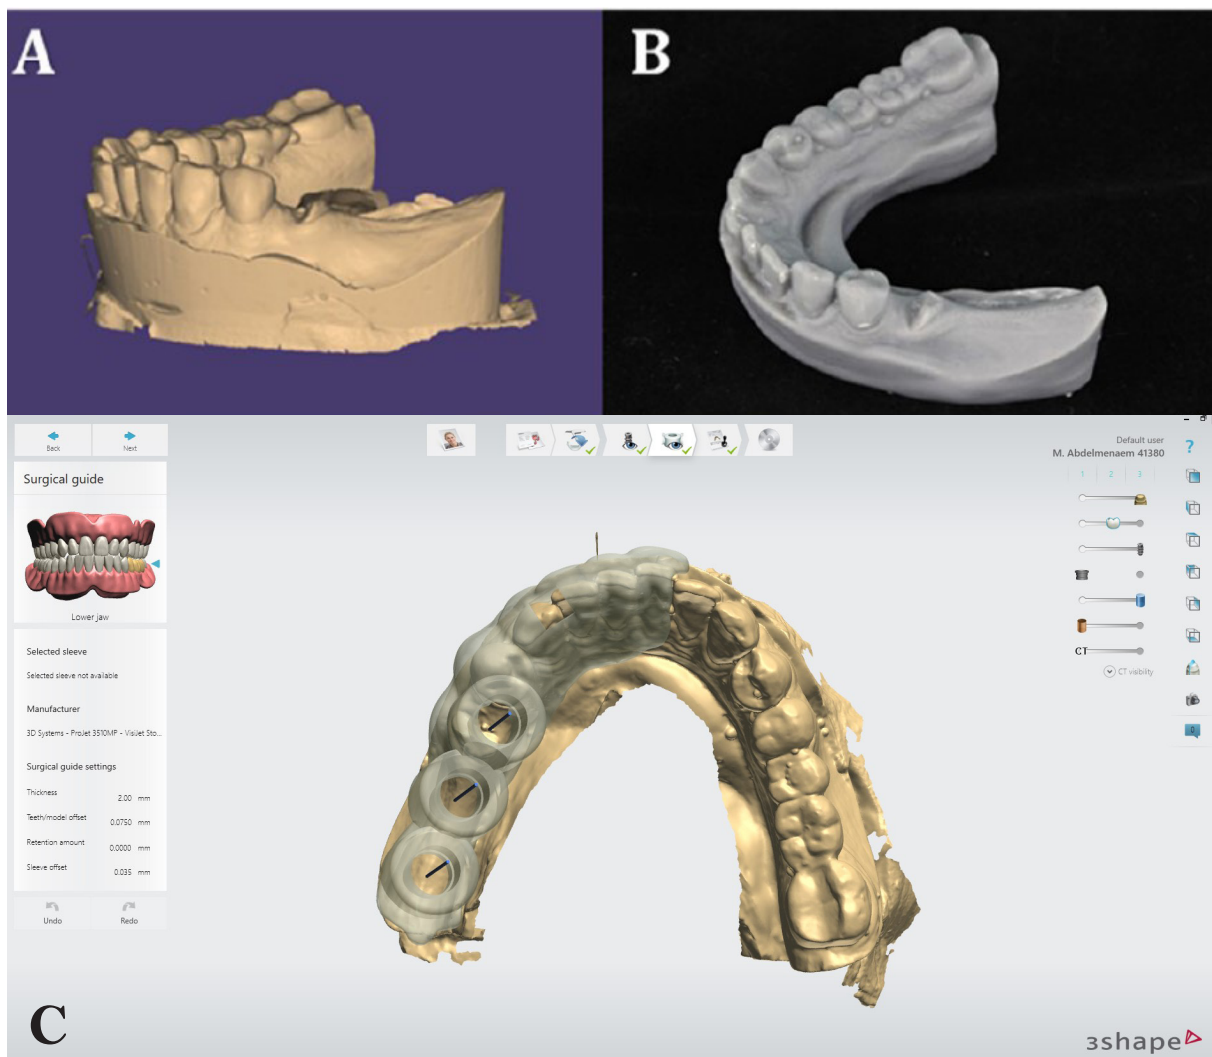 A
B
Back
Next
Surgical guide
Lower jaw
Selected sleeve
Selected sleeve not available
Manufacturer
3D Systems - ProJet 3510MP - VisiJet Sto...
Surgical guide settings
Thickness 2.00 mm
Teeth/model offset 0.0750 mm
Retention amount 0.0000 mm
Sleeve offset 0.035 mm
Undo
Redo
Default user
M. Abdelmenaem 41380
1 2 3
CT
CT visibility
?
0
C
3shape